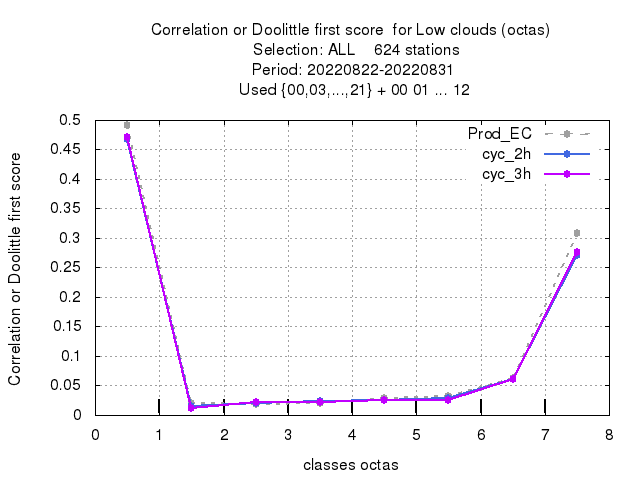 Correlation or Doolittle first score  for Low clouds (octas)
Selection: ALL    624 stations
Period: 20220822-20220831
Used {00,03,...,21} + 00 01 ... 12
Prod_EC
cyc_2h
cyc_3h
Correlation or Doolittle first score
0.5
0.45
0.4
0.35
0.3
0.25
0.2
0.15
0.1
0.05
0
0 1 2 3 4 5 6 7 8
classes octas